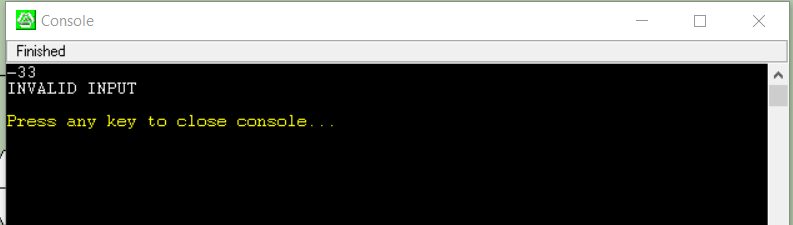 Console
Finished
-33
INVALID INPUT
Press any key to close console...